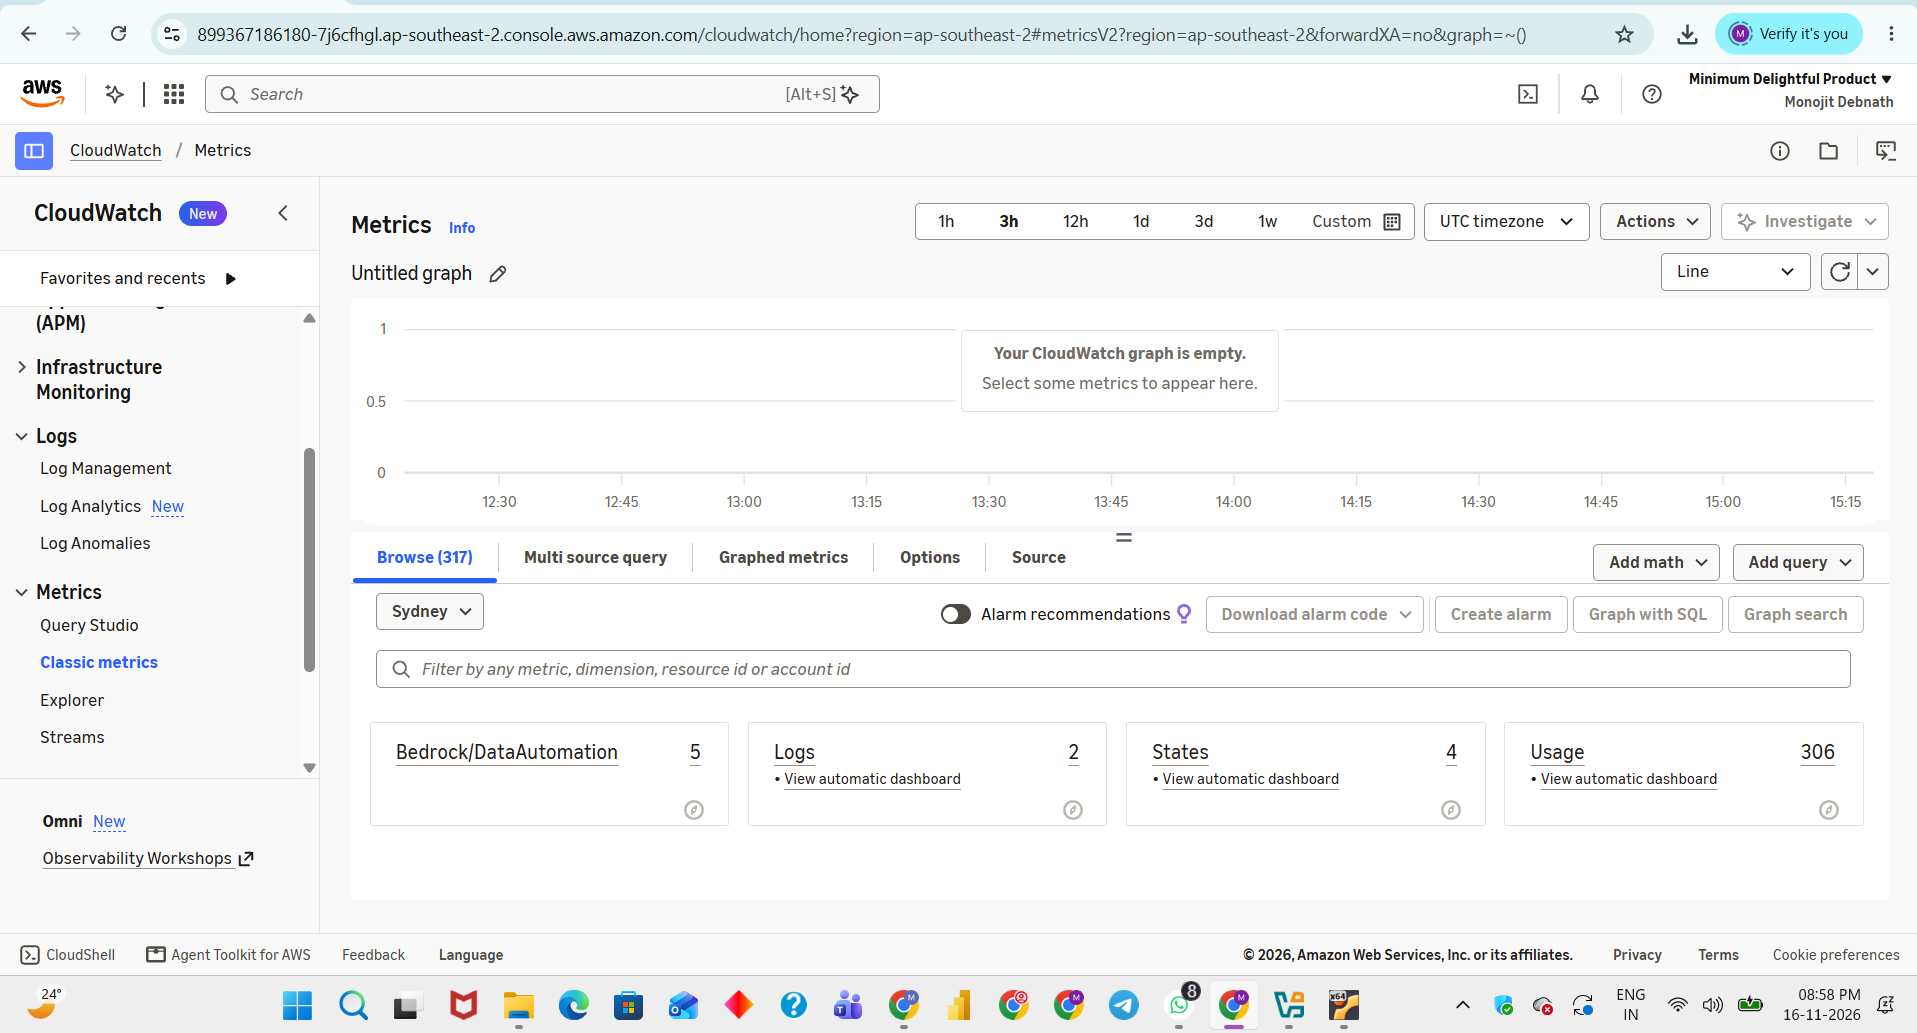 899367186180-7j6cfhgl.ap-southeast-2.console.aws.amazon.com/cloudwatch/home?region=ap-southeast-2#metricsV2?region=ap-southeast-2&forwardXA=no&graph=~()
M Verify it's you
aws
Search [Alt+S]
Minimum Delightful Product
Monojit Debnath
CloudWatch / Metrics
CloudWatch New
Favorites and recents
(APM)
Infrastructure
Monitoring
Logs
Log Management
Log Analytics New
Log Anomalies
Metrics
Query Studio
Classic metrics
Explorer
Streams
Omni New
Observability Workshops
Metrics Info
1h 3h 12h 1d 3d 1w Custom
UTC timezone
Actions
Investigate
Untitled graph
Line
1
0.5
0
Your CloudWatch graph is empty.
Select some metrics to appear here.
12:30 12:45 13:00 13:15 13:30 13:45 14:00 14:15 14:30 14:45 15:00 15:15
Browse (317) Multi source query Graphed metrics Options Source
Add math Add query
Sydney
Alarm recommendations
Download alarm code Create alarm Graph with SQL Graph search
Filter by any metric, dimension, resource id or account id
Bedrock/DataAutomation 5
Logs 2
• View automatic dashboard
States 4
• View automatic dashboard
Usage 306
• View automatic dashboard
CloudShell Agent Toolkit for AWS Feedback Language
© 2026, Amazon Web Services, Inc. or its affiliates. Privacy Terms Cookie preferences
24°
8
x64
ENG
IN
08:58 PM
16-11-2026